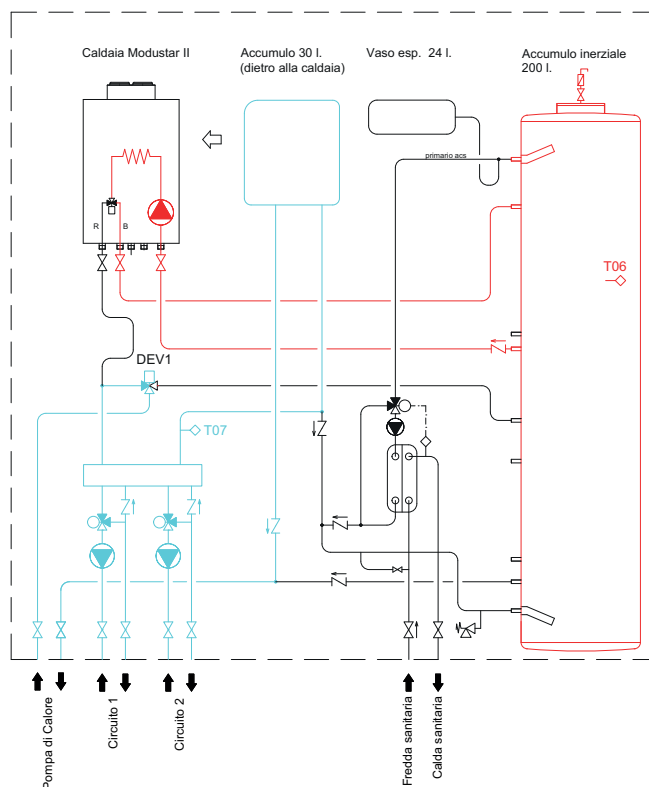 Caldaia Modustar II
Accumulo 30 l.
(dietro alla caldaia)
Vaso esp. 24 l.
Accumulo inerziale
200 l.
primario acs
R
B
T06
DEV1
T07
Pompa di Calore
Circuito 1
Circuito 2
Fredda sanitaria
Calda sanitaria